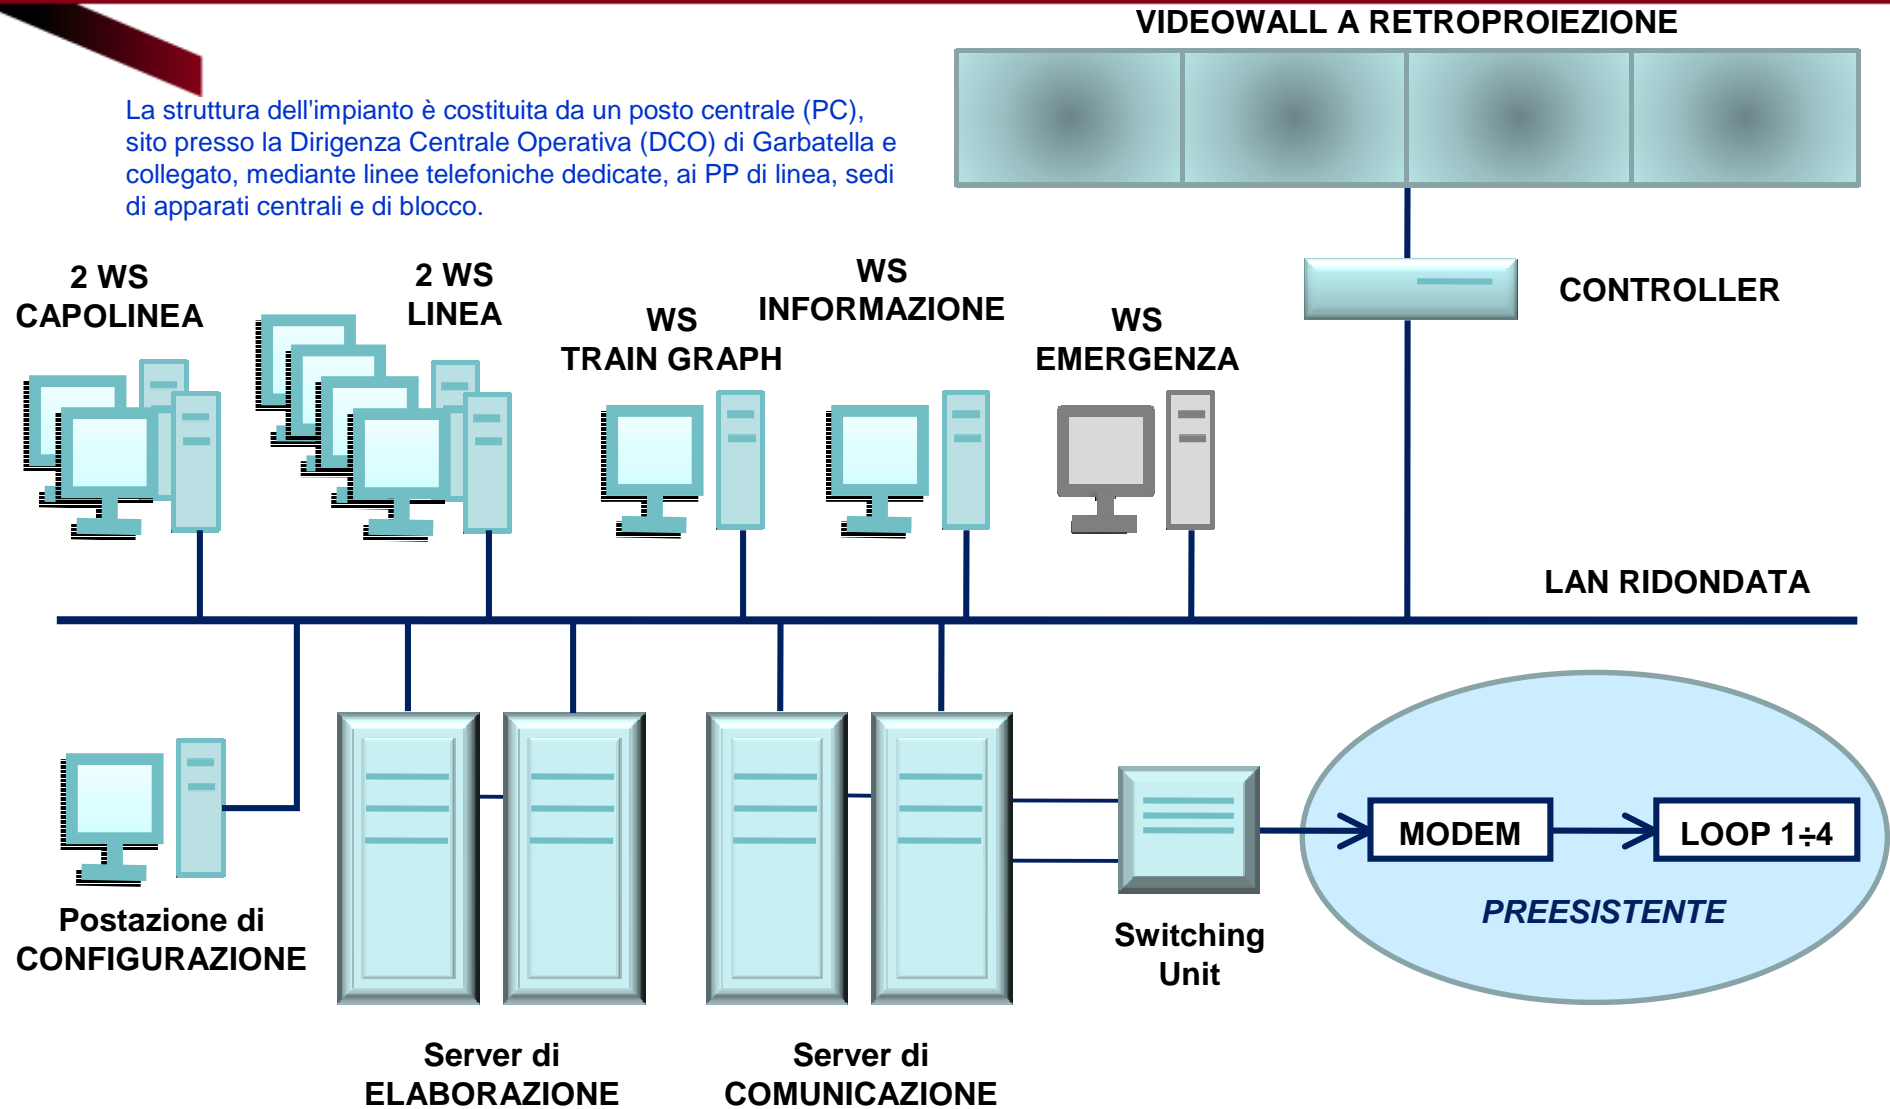 VIDEOWALL A RETROPROIEZIONE
La struttura dell'impianto è costituita da un posto centrale (PC),
sito presso la Dirigenza Centrale Operativa (DCO) di Garbatella e
collegato, mediante linee telefoniche dedicate, ai PP di linea, sedi
di apparati centrali e di blocco.
2 WS
CAPOLINEA
2 WS
LINEA
WS
TRAIN GRAPH
WS
INFORMAZIONE
WS
EMERGENZA
CONTROLLER
LAN RIDONDATA
Postazione di
CONFIGURAZIONE
Server di
ELABORAZIONE
Server di
COMUNICAZIONE
Switching
Unit
MODEM
LOOP 1÷4
PREESISTENTE